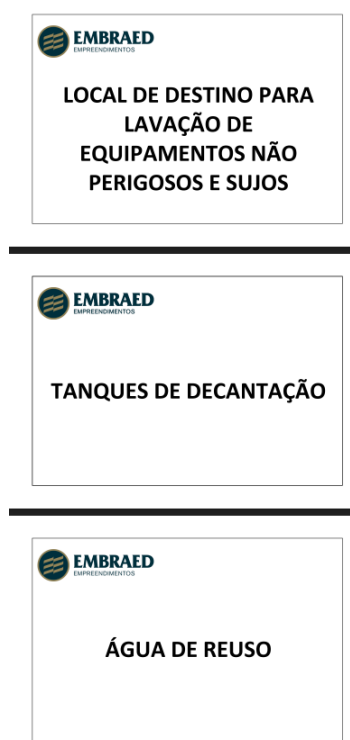 EMBRAED
EMPREENDIMENTOS
LOCAL DE DESTINO PARA
LAVAÇÃO DE
EQUIPAMENTOS NÃO
PERIGOSOS E SUJOS
EMBRAED
EMPREENDIMENTOS
TANQUES DE DECANTAÇÃO
EMBRAED
EMPREENDIMENTOS
ÁGUA DE REUSO